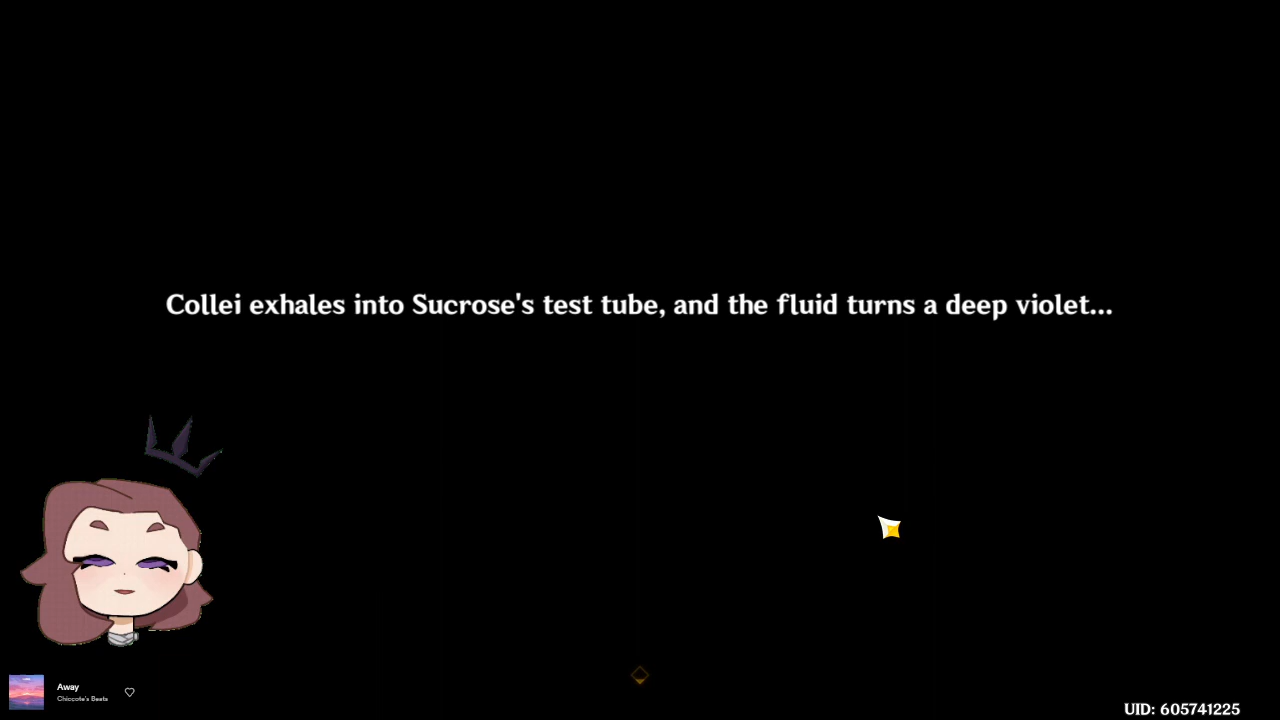 Collei exhales into Sucrose's test tube, and the fluid turns a deep violet...
Away
Chiccote's Beats
UID: 605741225